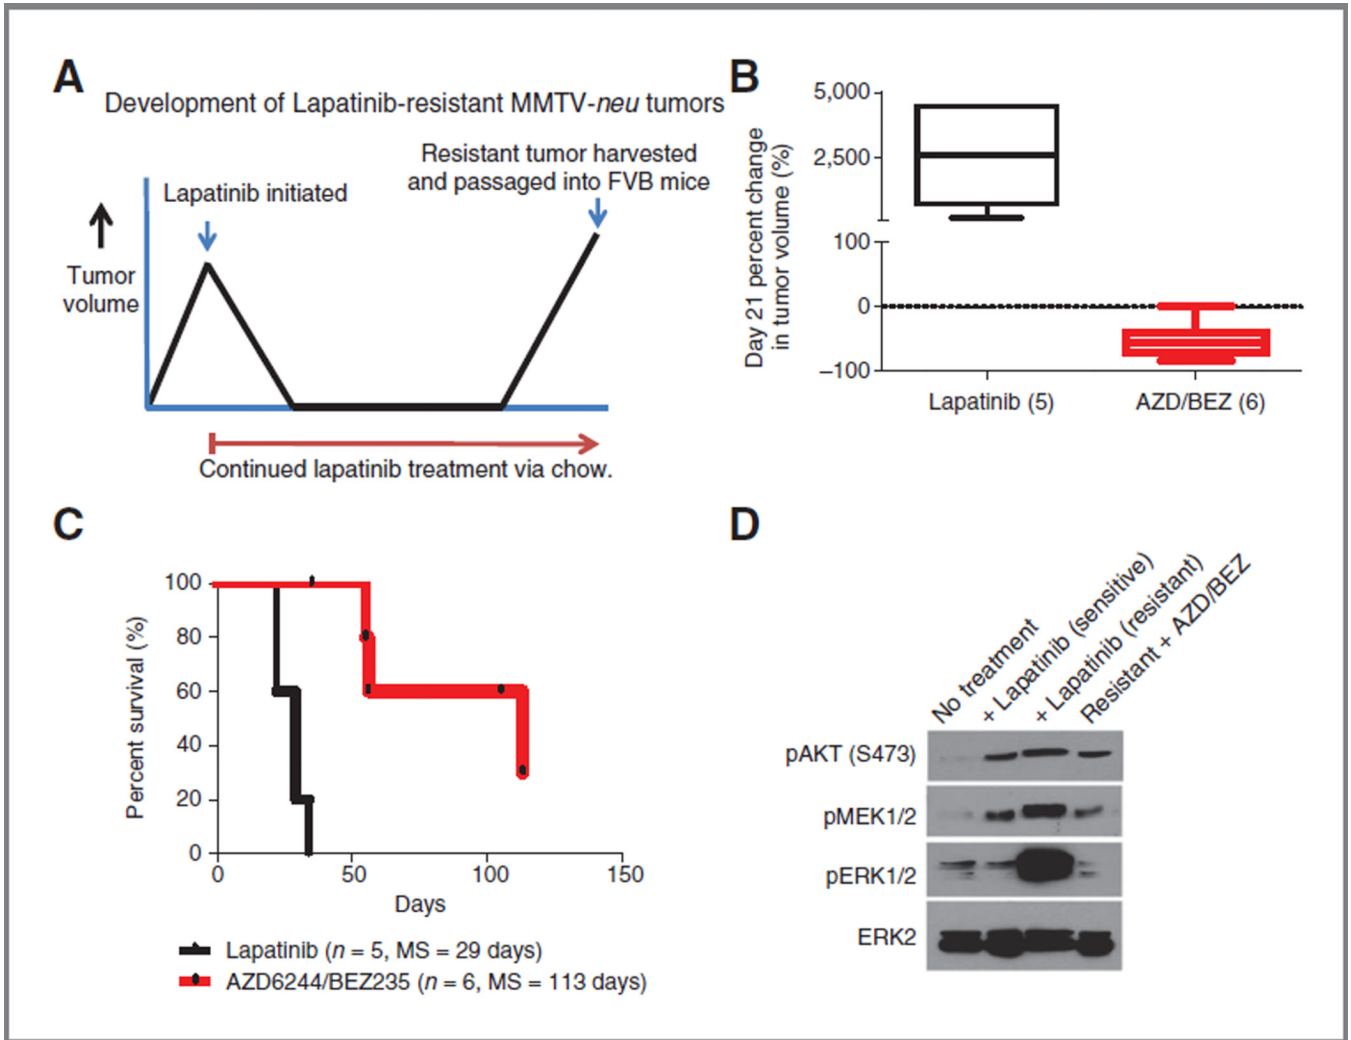 A
Development of Lapatinib-resistant MMTV-neu tumors
Resistant tumor harvested
and passaged into FVB mice
Lapatinib initiated
Tumor
volume
Continued lapatinib treatment via chow.
B
Day 21 percent change
in tumor volume (%)
5,000
2,500
100
0
–100
Lapatinib (5)
AZD/BEZ (6)
C
Percent survival (%)
100
80
60
40
20
0
0
50
100
150
Days
Lapatinib (n = 5, MS = 29 days)
AZD6244/BEZ235 (n = 6, MS = 113 days)
D
No treatment
+ Lapatinib (sensitive)
+ Lapatinib (resistant)
Resistant + AZD/BEZ
pAKT (S473)
pMEK1/2
pERK1/2
ERK2